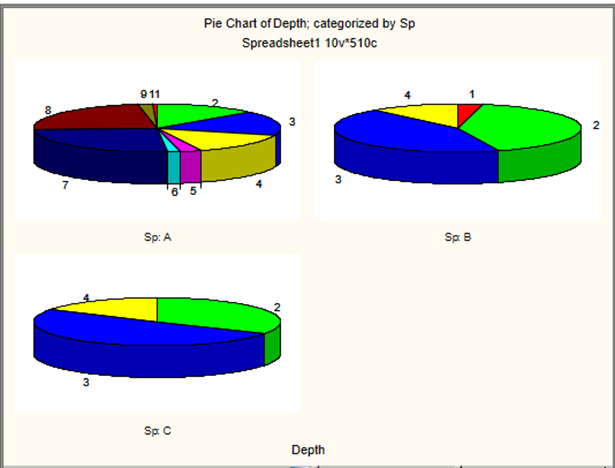 Pie Chart of Depth; categorized by Sp
Spreadsheet1 10v*510c
9 11
8
2
3
7
6
5
4
Sp: A
4
1
2
3
Sp: B
4
2
3
Sp: C
Depth